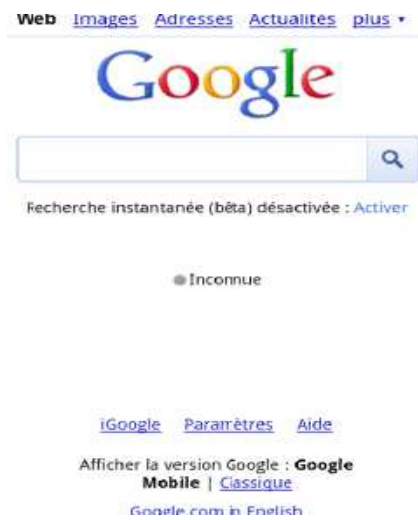 Web Images Adresses Actualités plus ▾
Google
Recherche instantanée (bêta) désactivée : Activer
Inconnue
iGoogle Paramètres Aide
Afficher la version Google : Google
Mobile | Classique
Google.com in English